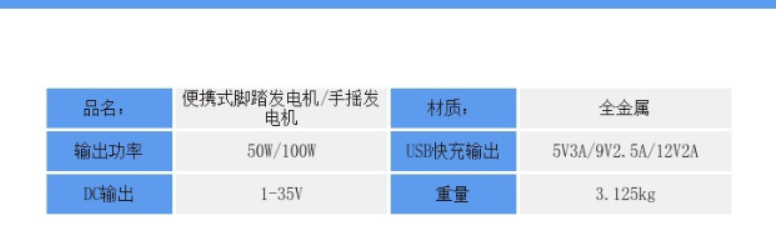 品名：
便携式脚踏发电机/手摇发
电机
材质：
全金属
输出功率
50W/100W
USB快充输出
5V3A/9V2.5A/12V2A
DC输出
1-35V
重量
3.125kg